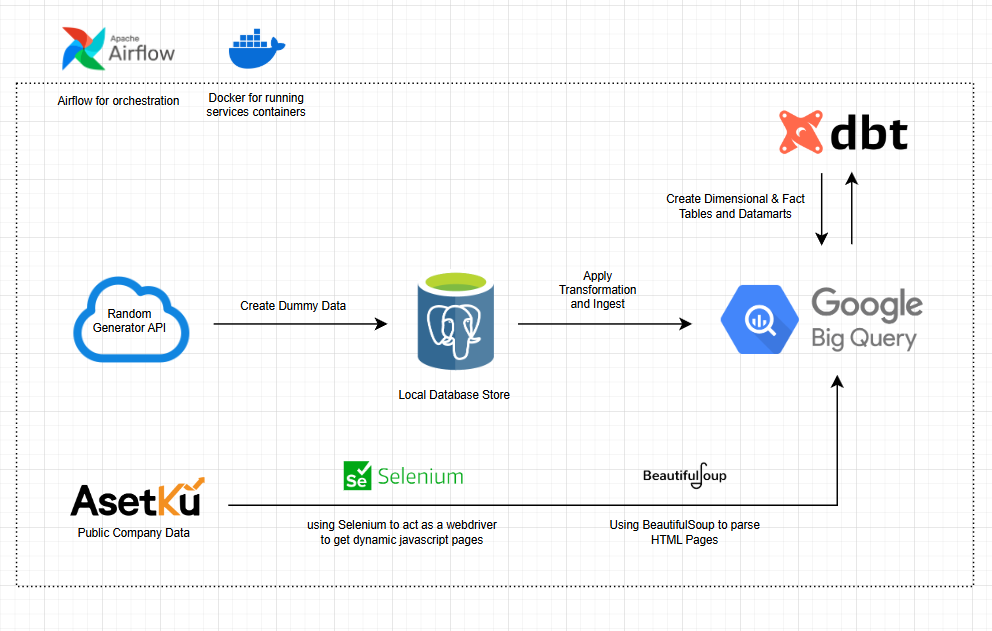 Apache
Airflow
Airflow for orchestration
Docker for running
services containers
dbt
Create Dimensional & Fact
Tables and Datamarts
Random
Generator API
Create Dummy Data
Local Database Store
Apply
Transformation
and Ingest
Google
Big Query
AsetKu
Public Company Data
Se Selenium
using Selenium to act as a webdriver
to get dynamic javascript pages
BeautifulSoup
Using BeautifulSoup to parse
HTML Pages